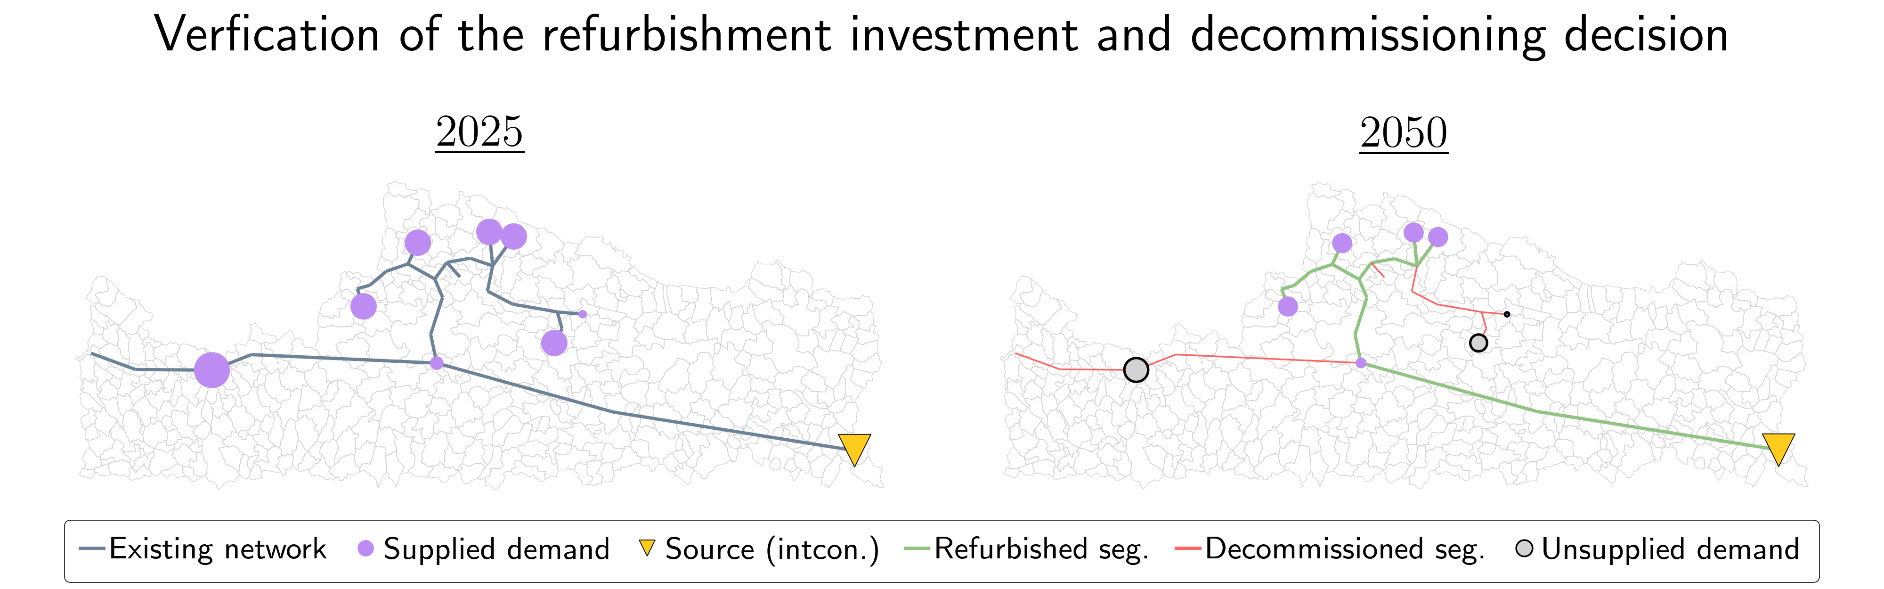 Verfication of the refurbishment investment and decommissioning decision
2025
2050
Existing network
Supplied demand
Source (intcon.)
Refurbished seg.
Decommissioned seg.
Unsupplied demand